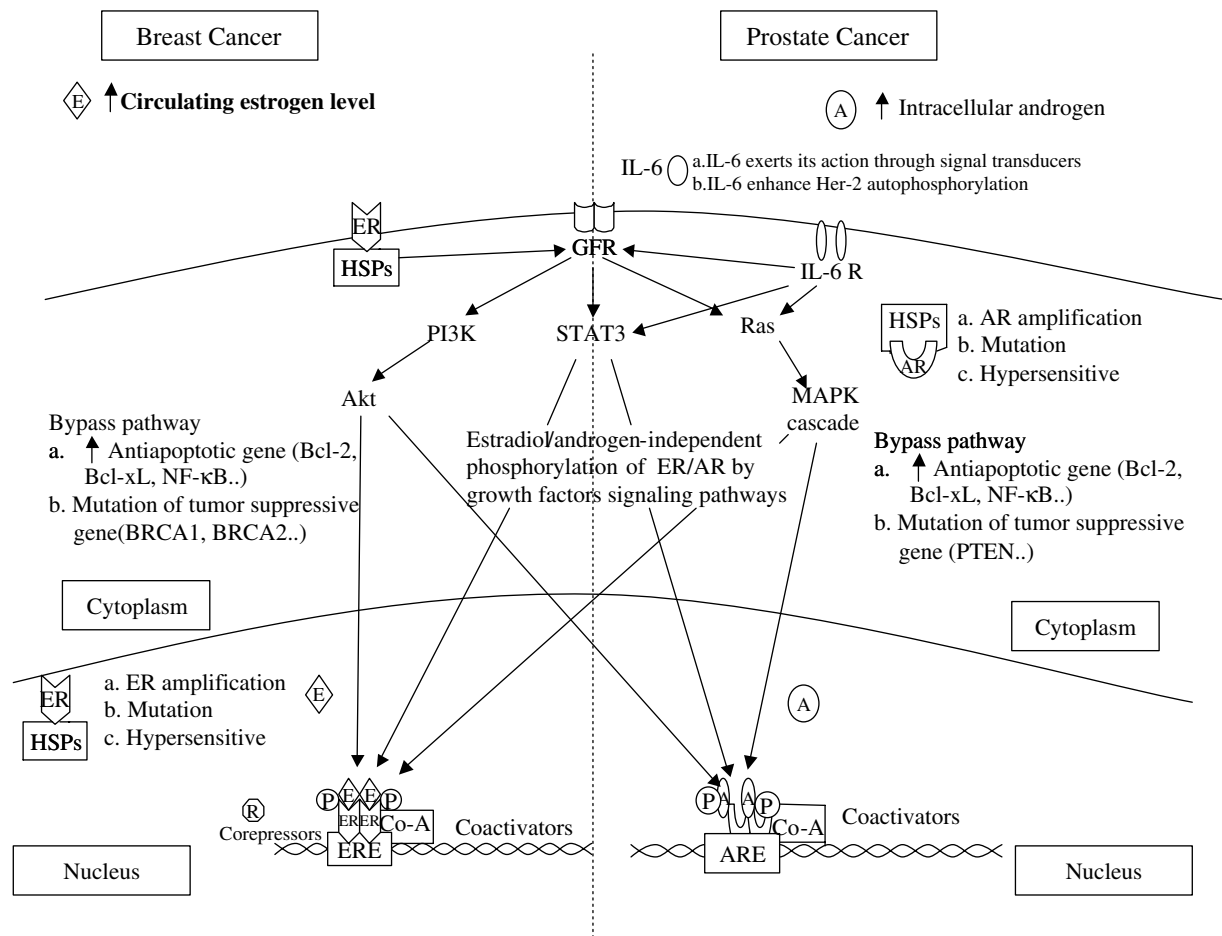 Breast Cancer
Prostate Cancer
E ↑Circulating estrogen level
A ↑ Intracellular androgen
IL-6
a.IL-6 exerts its action through signal transducers
b.IL-6 enhance Her-2 autophosphorylation
ER
HSPs
GFR
IL-6 R
PI3K
STAT3
Ras
HSPs
AR
a. AR amplification
b. Mutation
c. Hypersensitive
Akt
MAPK
cascade
Bypass pathway
a. ↑ Antiapoptotic gene (Bcl-2,
Bcl-xL, NF-κB..)
b. Mutation of tumor suppressive
gene(BRCA1, BRCA2..)
Estradiol/androgen-independent
phosphorylation of ER/AR by
growth factors signaling pathways
Bypass pathway
a. ↑ Antiapoptotic gene (Bcl-2,
Bcl-xL, NF-κB..)
b. Mutation of tumor suppressive
gene (PTEN..)
Cytoplasm
Cytoplasm
ER
HSPs
a. ER amplification
b. Mutation
c. Hypersensitive
E
A
R
Corepressors
P E E P
ER ER Co-A
Coactivators
ERE
P A A P
Co-A
Coactivators
ARE
Nucleus
Nucleus